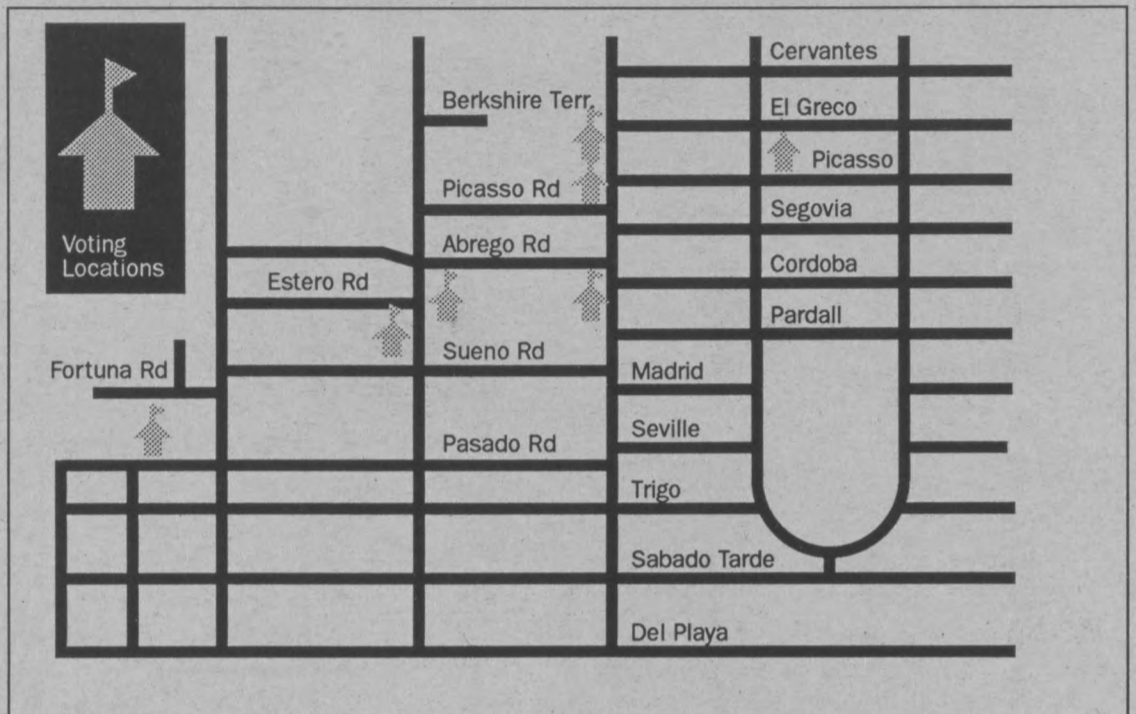 Voting
Locations
Cervantes
Berkshire Terr.
El Greco
Picasso
Picasso Rd
Segovia
Abrego Rd
Cordoba
Estero Rd
Pardall
Sueno Rd
Fortuna Rd
Madrid
Seville
Pasado Rd
Trigo
Sabado Tarde
Del Playa